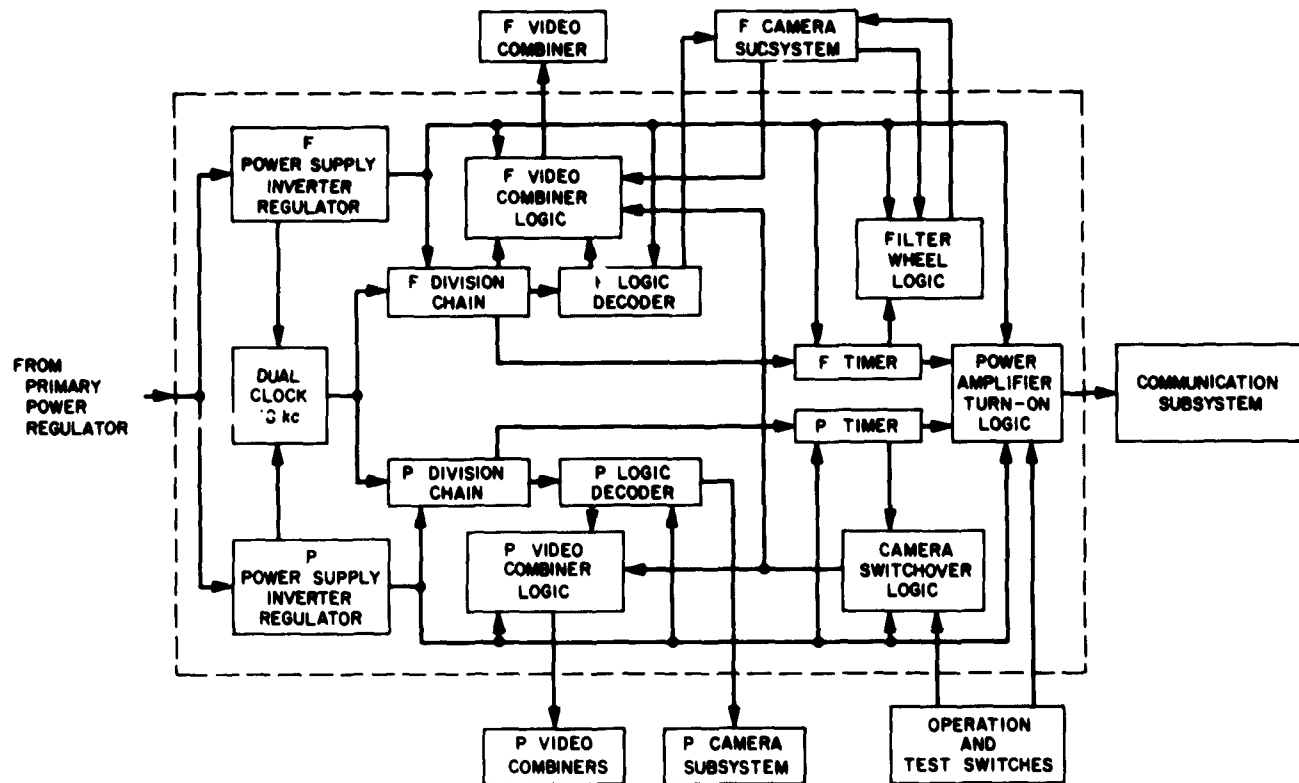 F VIDEO
COMBINER
F CAMERA
SUCSYSTEM
F
POWER SUPPLY
INVERTER
REGULATOR
F VIDEO
COMBINER
LOGIC
FILTER
WHEEL
LOGIC
F DIVISION
CHAIN
LOGIC
DECODER
FROM
PRIMARY
POWER
REGULATOR
DUAL
CLOCK
kc
F TIMER
POWER
AMPLIFIER
TURN-ON
LOGIC
COMMUNICATION
SUBSYSTEM
P TIMER
P DIVISION
CHAIN
P LOGIC
DECODER
P
POWER SUPPLY
INVERTER
REGULATOR
P VIDEO
COMBINER
LOGIC
CAMERA
SWITCHOVER
LOGIC
P VIDEO
COMBINERS
P CAMERA
SUBSYSTEM
OPERATION
AND
TEST SWITCHES